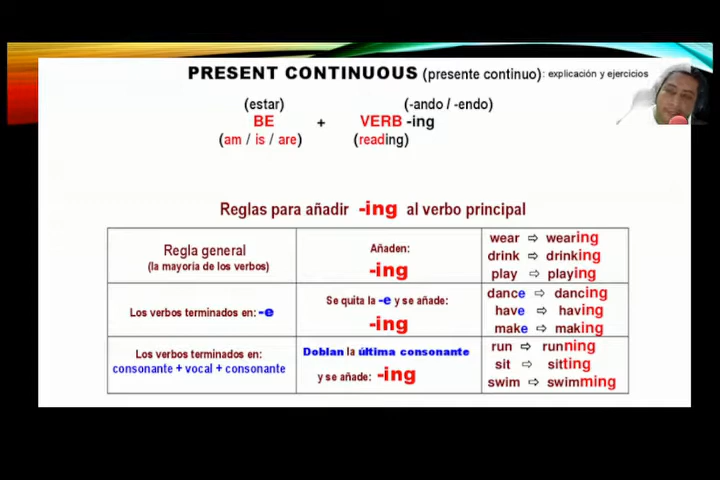 PRESENT CONTINUOUS (presente continuo): explicación y ejercicios
(estar) (-ando / -endo)
BE + VERB -ing
(am / is / are) (reading)
Reglas para añadir -ing al verbo principal
Regla general
(la mayoría de los verbos)
Añaden:
-ing
wear ⇨ wearing
drink ⇨ drinking
play ⇨ playing
Los verbos terminados en: -e
Se quita la -e y se añade:
-ing
dance ⇨ dancing
have ⇨ having
make ⇨ making
Los verbos terminados en:
consonante + vocal + consonante
Doblan la última consonante
y se añade: -ing
run ⇨ running
sit ⇨ sitting
swim ⇨ swimming